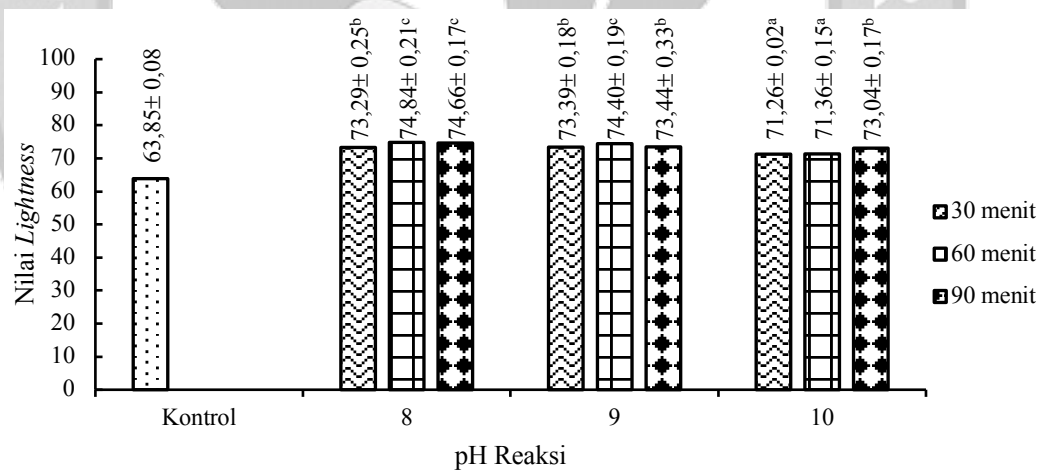 63,85± 0,08
73,29± 0,25ᵇ
74,84± 0,21ᶜ
74,66± 0,17ᶜ
73,39± 0,18ᵇ
74,40± 0,19ᶜ
73,44± 0,33ᵇ
71,26± 0,02ᵃ
71,36± 0,15ᵃ
73,04± 0,17ᵇ
100
90
80
70
60
50
40
30
20
10
0
Nilai Lightness
Kontrol
8
9
10
pH Reaksi
30 menit
60 menit
90 menit